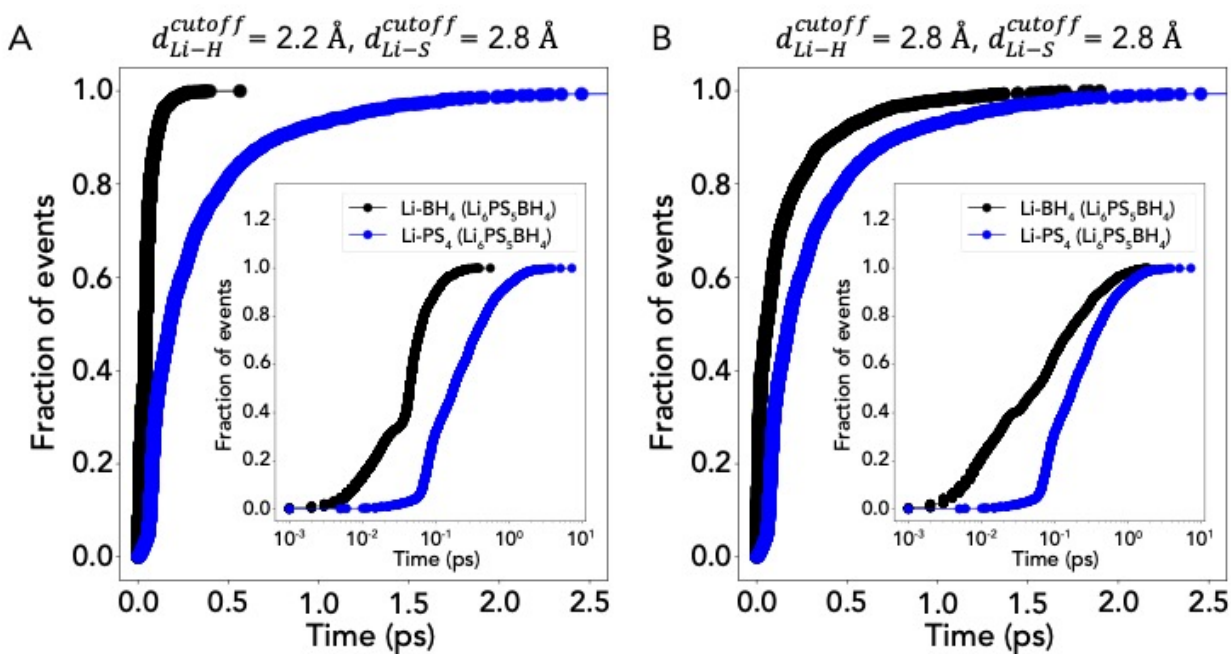 A
d^{cutoff}_{Li-H} = 2.2 Å, d^{cutoff}_{Li-S} = 2.8 Å
Fraction of events
1.0
0.8
0.6
0.4
0.2
0.0
0.0 0.5 1.0 1.5 2.0 2.5
Time (ps)
Li-BH₄ (Li₆PS₅BH₄)
Li-PS₄ (Li₆PS₅BH₄)
Fraction of events
1.2
1.0
0.8
0.6
0.4
0.2
0.0
10⁻³ 10⁻² 10⁻¹ 10⁰ 10¹
Time (ps)
B
d^{cutoff}_{Li-H} = 2.8 Å, d^{cutoff}_{Li-S} = 2.8 Å
Fraction of events
1.0
0.8
0.6
0.4
0.2
0.0
0.0 0.5 1.0 1.5 2.0 2.5
Time (ps)
Li-BH₄ (Li₆PS₅BH₄)
Li-PS₄ (Li₆PS₅BH₄)
Fraction of events
1.2
1.0
0.8
0.6
0.4
0.2
0.0
10⁻³ 10⁻² 10⁻¹ 10⁰ 10¹
Time (ps)